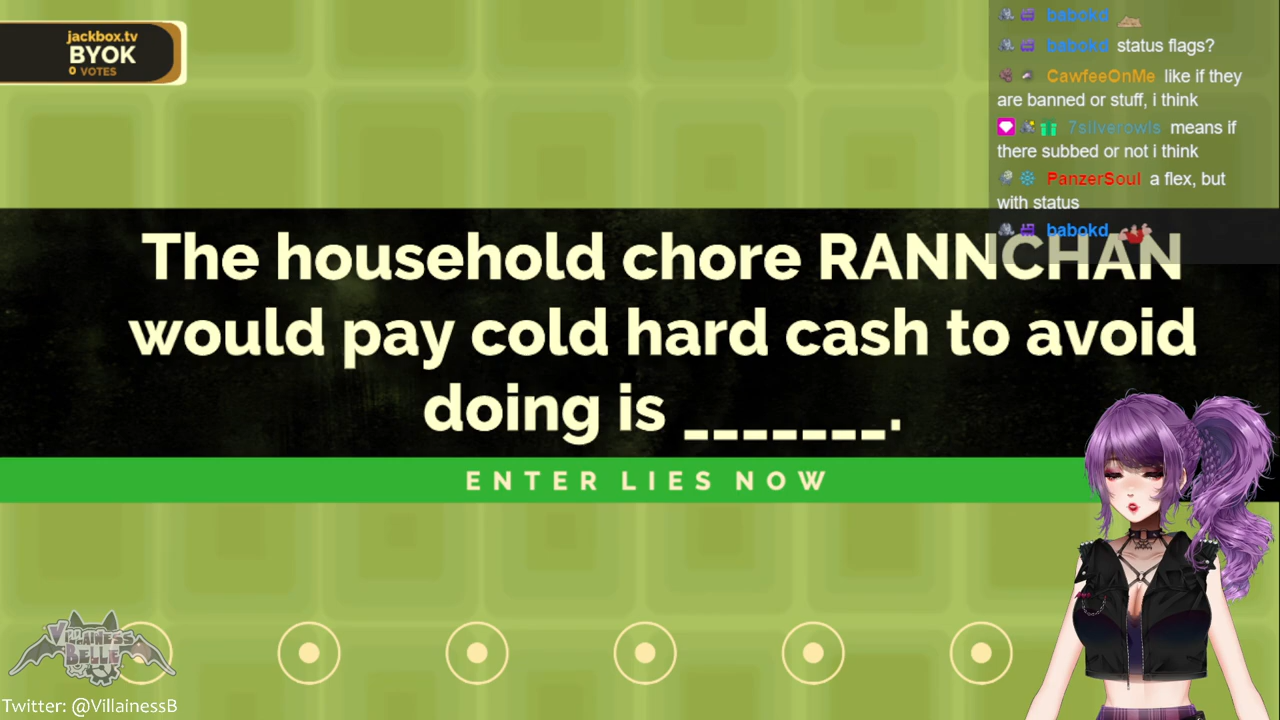 jackbox.tv
BYOK
0 VOTES
babokd
babokd status flags?
CawfeeOnMe like if they
are banned or stuff, i think
7silverowls means if
there subbed or not i think
PanzerSoul a flex, but
with status
babokd
The household chore RANNCHAN
would pay cold hard cash to avoid
doing is _______.
ENTER LIES NOW
VILLAINESS
BELLE
Twitter: @VillainessB